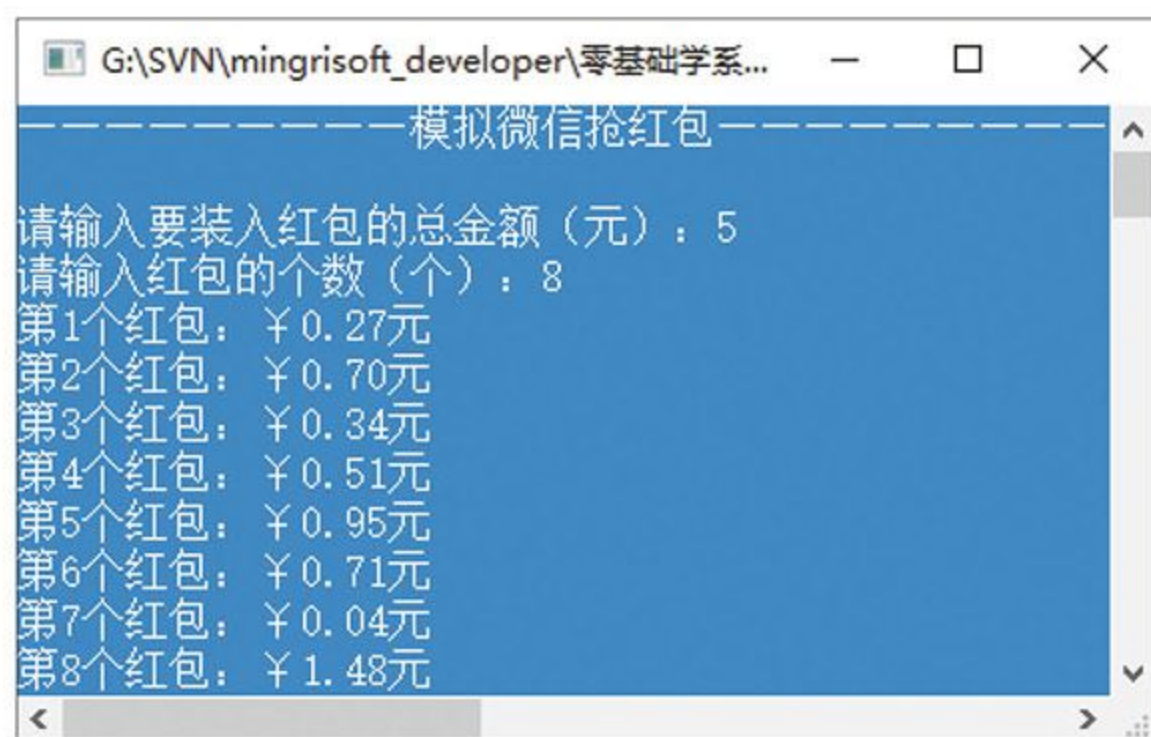 G:\SVN\mingrisoft_developer\零基础学系...
---------模拟微信抢红包---------
请输入要装入红包的总金额（元）：5
请输入红包的个数（个）：8
第1个红包：￥0.27元
第2个红包：￥0.70元
第3个红包：￥0.34元
第4个红包：￥0.51元
第5个红包：￥0.95元
第6个红包：￥0.71元
第7个红包：￥0.04元
第8个红包：￥1.48元